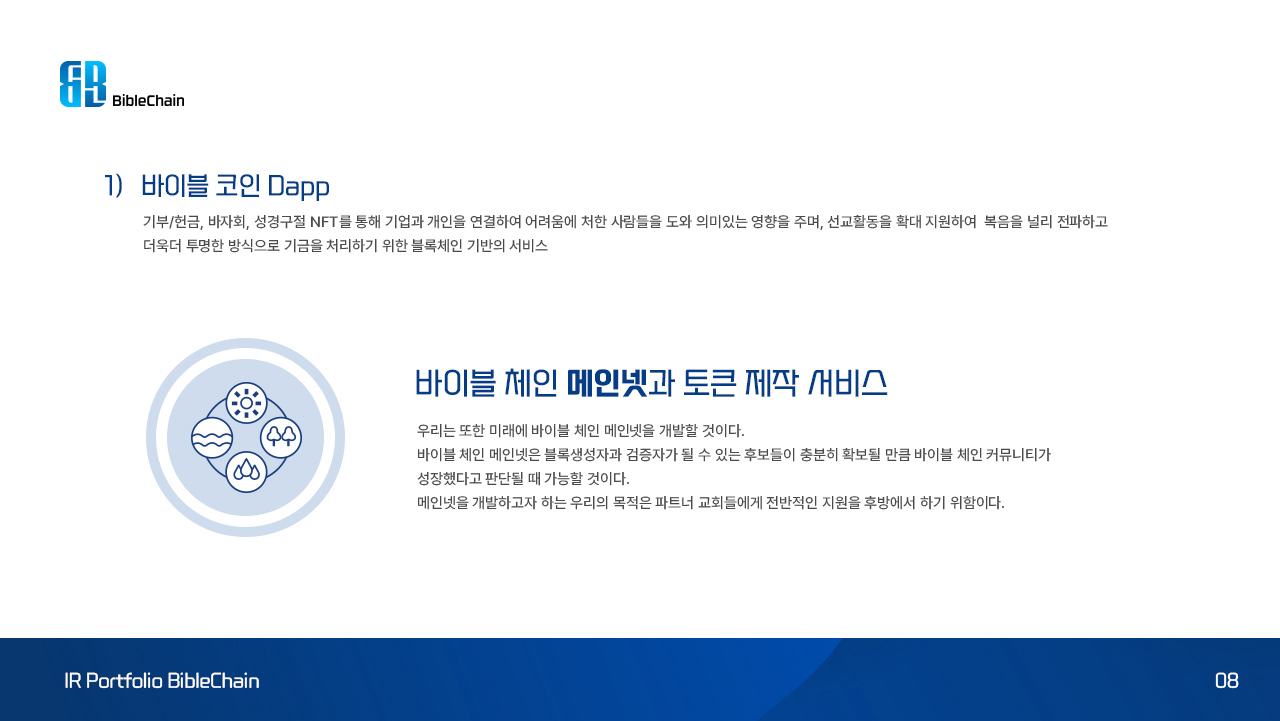 BibleChain
1) 바이블 코인 Dapp
기부/헌금, 바자회, 성경구절 NFT를 통해 기업과 개인을 연결하여 어려움에 처한 사람들을 도와 의미있는 영향을 주며, 선교활동을 확대 지원하여 복음을 널리 전파하고
더욱더 투명한 방식으로 기금을 처리하기 위한 블록체인 기반의 서비스
바이블 체인 메인넷과 토큰 제작 서비스
우리는 또한 미래에 바이블 체인 메인넷을 개발할 것이다.
바이블 체인 메인넷은 블록생성자과 검증자가 될 수 있는 후보들이 충분히 확보될 만큼 바이블 체인 커뮤니티가
성장했다고 판단될 때 가능할 것이다.
메인넷을 개발하고자 하는 우리의 목적은 파트너 교회들에게 전반적인 지원을 후방에서 하기 위함이다.
IR Portfolio BibleChain
08